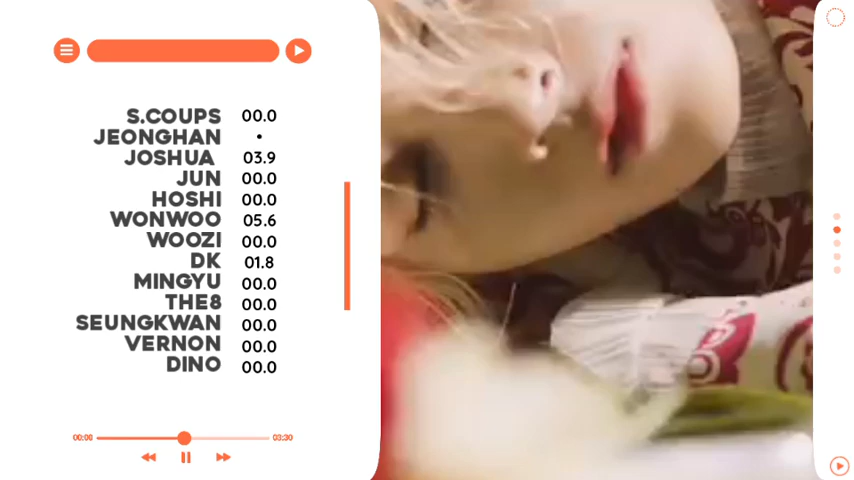 S.COUPS 00.0
JEONGHAN •
JOSHUA 03.9
JUN 00.0
HOSHI 00.0
WONWOO 05.6
WOOZI 00.0
DK 01.8
MINGYU 00.0
THE8 00.0
SEUNGKWAN 00.0
VERNON 00.0
DINO 00.0
00:00 03:30